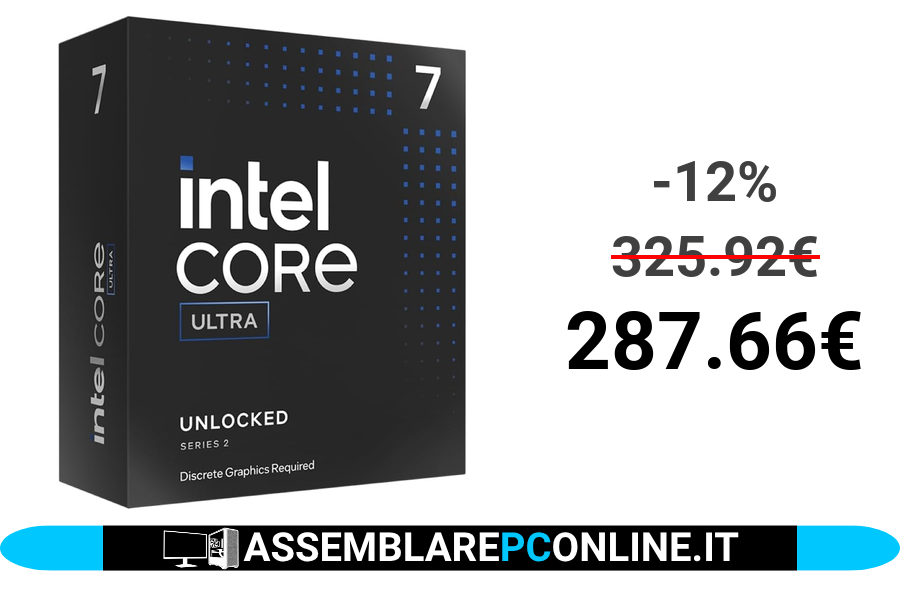 7
intel CORE ULTRA
7
intel
CORE
ULTRA
UNLOCKED
SERIES 2
Discrete Graphics Required
-12%
325.92€
287.66€
ASSEMBLAREPCONLINE.IT